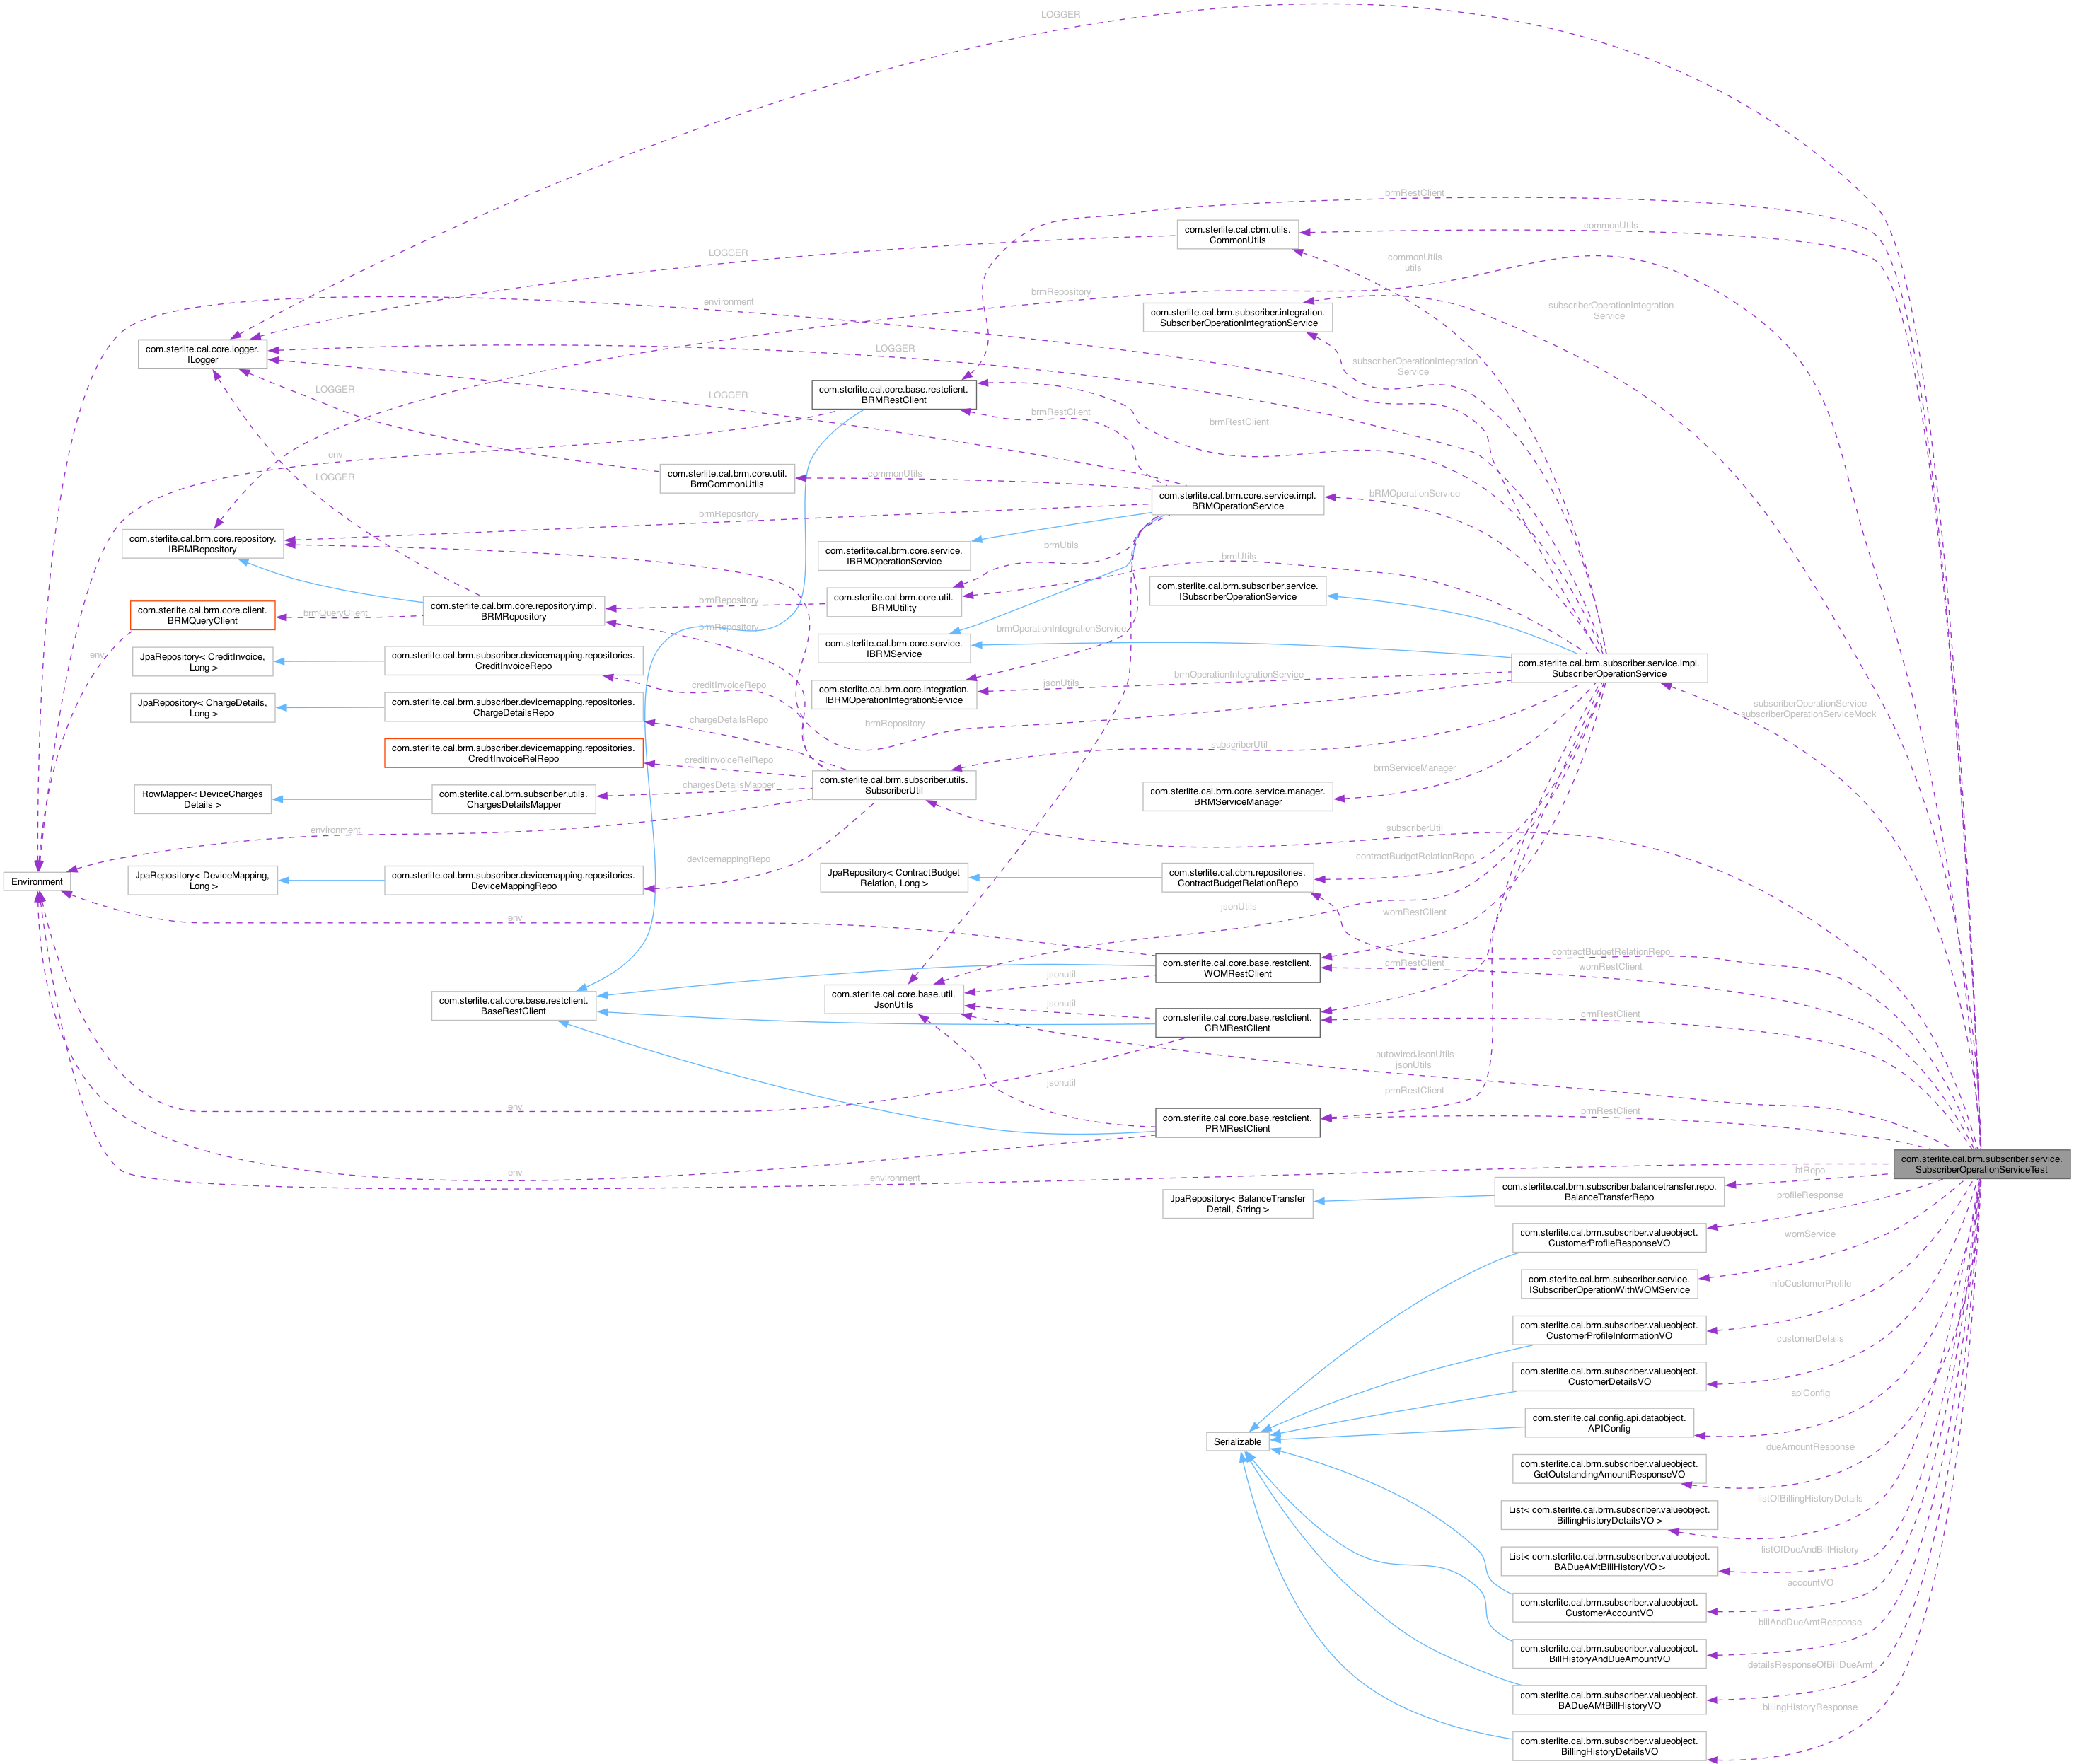 LOGGER
brmRestClient
com.sterlite.cal.cbm.utils.
CommonUtils
commonUtils
LOGGER
commonUtils
utils
brmRepository
environment
com.sterlite.cal.brm.subscriber.integration.
ISubscriberOperationIntegrationService
subscriberOperationIntegration
Service
com.sterlite.cal.core.logger.
ILogger
LOGGER
subscriberOperationIntegration
Service
LOGGER
com.sterlite.cal.core.base.restclient.
BRMRestClient
LOGGER
brmRestClient
brmRestClient
env
LOGGER
com.sterlite.cal.brm.core.util.
BrmCommonUtils
commonUtils
com.sterlite.cal.brm.core.service.impl.
BRMOperationService
bRMOperationService
brmRepository
com.sterlite.cal.brm.core.repository.
IBRMRepository
com.sterlite.cal.brm.core.service.
IBRMOperationService
brmUtils
brmUtils
com.sterlite.cal.brm.subscriber.service.
ISubscriberOperationService
com.sterlite.cal.brm.core.client.
BRMQueryClient
brmQueryClient
com.sterlite.cal.brm.core.repository.impl.
BRMRepository
brmRepository
com.sterlite.cal.brm.core.util.
BRMUtility
brmRepository
brmOperationIntegrationService
com.sterlite.cal.brm.core.service.
IBRMService
env
JpaRepository< CreditInvoice,
Long >
com.sterlite.cal.brm.subscriber.devicemapping.repositories.
CreditInvoiceRepo
creditInvoiceRepo
com.sterlite.cal.brm.core.integration.
IBRMOperationIntegrationService
jsonUtils
brmOperationIntegrationService
com.sterlite.cal.brm.subscriber.service.impl.
SubscriberOperationService
JpaRepository< ChargeDetails,
Long >
com.sterlite.cal.brm.subscriber.devicemapping.repositories.
ChargeDetailsRepo
chargeDetailsRepo
brmRepository
subscriberOperationService
subscriberOperationServiceMock
com.sterlite.cal.brm.subscriber.devicemapping.repositories.
CreditInvoiceRelRepo
creditInvoiceRelRepo
subscriberUtil
RowMapper< DeviceCharges
Details >
com.sterlite.cal.brm.subscriber.utils.
ChargesDetailsMapper
chargesDetailsMapper
com.sterlite.cal.brm.subscriber.utils.
SubscriberUtil
com.sterlite.cal.brm.core.service.manager.
BRMServiceManager
brmServiceManager
environment
subscriberUtil
devicemappingRepo
contractBudgetRelationRepo
Environment
JpaRepository< DeviceMapping,
Long >
com.sterlite.cal.brm.subscriber.devicemapping.repositories.
DeviceMappingRepo
JpaRepository< ContractBudget
Relation, Long >
com.sterlite.cal.cbm.repositories.
ContractBudgetRelationRepo
env
jsonUtils
womRestClient
contractBudgetRelationRepo
womRestClient
com.sterlite.cal.core.base.restclient.
WOMRestClient
jsonutil
crmRestClient
com.sterlite.cal.core.base.restclient.
BaseRestClient
com.sterlite.cal.core.base.util.
JsonUtils
jsonutil
com.sterlite.cal.core.base.restclient.
CRMRestClient
crmRestClient
autowiredJsonUtils
jsonUtils
jsonutil
prmRestClient
env
com.sterlite.cal.core.base.restclient.
PRMRestClient
prmRestClient
env
environment
com.sterlite.cal.brm.subscriber.service.
SubscriberOperationServiceTest
btRepo
JpaRepository< BalanceTransfer
Detail, String >
com.sterlite.cal.brm.subscriber.balancetransfer.repo.
BalanceTransferRepo
profileResponse
com.sterlite.cal.brm.subscriber.valueobject.
CustomerProfileResponseVO
womService
com.sterlite.cal.brm.subscriber.service.
ISubscriberOperationWithWOMService
infoCustomerProfile
com.sterlite.cal.brm.subscriber.valueobject.
CustomerProfileInformationVO
customerDetails
com.sterlite.cal.brm.subscriber.valueobject.
CustomerDetailsVO
apiConfig
com.sterlite.cal.config.api.dataobject.
APIConfig
Serializable
dueAmountResponse
com.sterlite.cal.brm.subscriber.valueobject.
GetOutstandingAmountResponseVO
listOfBillingHistoryDetails
List< com.sterlite.cal.brm.subscriber.valueobject.
BillingHistoryDetailsVO >
listOfDueAndBillHistory
List< com.sterlite.cal.brm.subscriber.valueobject.
BADueAMtBillHistoryVO >
accountVO
com.sterlite.cal.brm.subscriber.valueobject.
CustomerAccountVO
billAndDueAmtResponse
com.sterlite.cal.brm.subscriber.valueobject.
BillHistoryAndDueAmountVO
detailsResponseOfBillDueAmt
com.sterlite.cal.brm.subscriber.valueobject.
BADueAMtBillHistoryVO
billingHistoryResponse
com.sterlite.cal.brm.subscriber.valueobject.
BillingHistoryDetailsVO